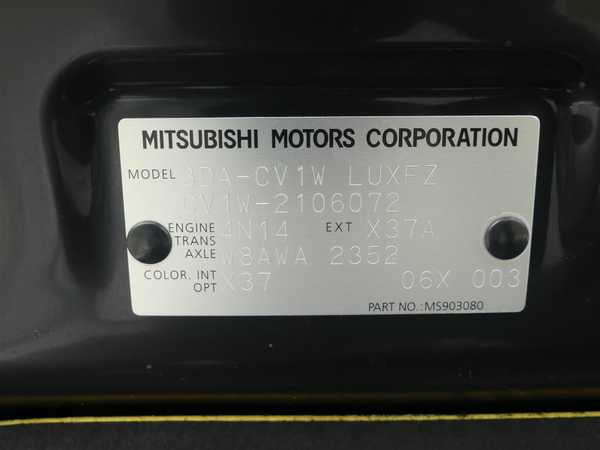 MITSUBISHI MOTORS CORPORATION
MODEL 3DA-CV1W LUXFZ
CV1W-2106072
ENGINE 4N14 EXT X37A
TRANS AXLE W8AWA 2352
COLOR. INT X37 06X 003
OPT
PART NO.: MS903080